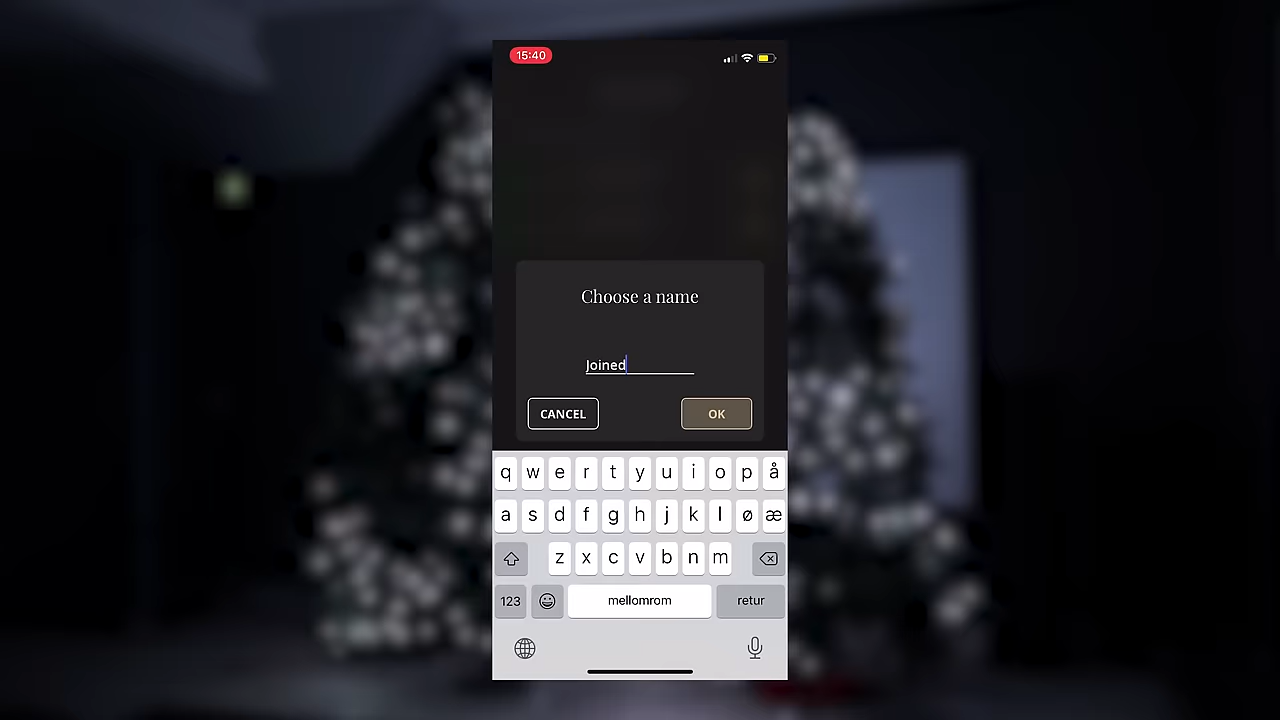 15:40
Choose a name
Joined
CANCEL OK
q w e r t y u i o p å
a s d f g h j k l ø æ
z x c v b n m
123 mellomrom retur